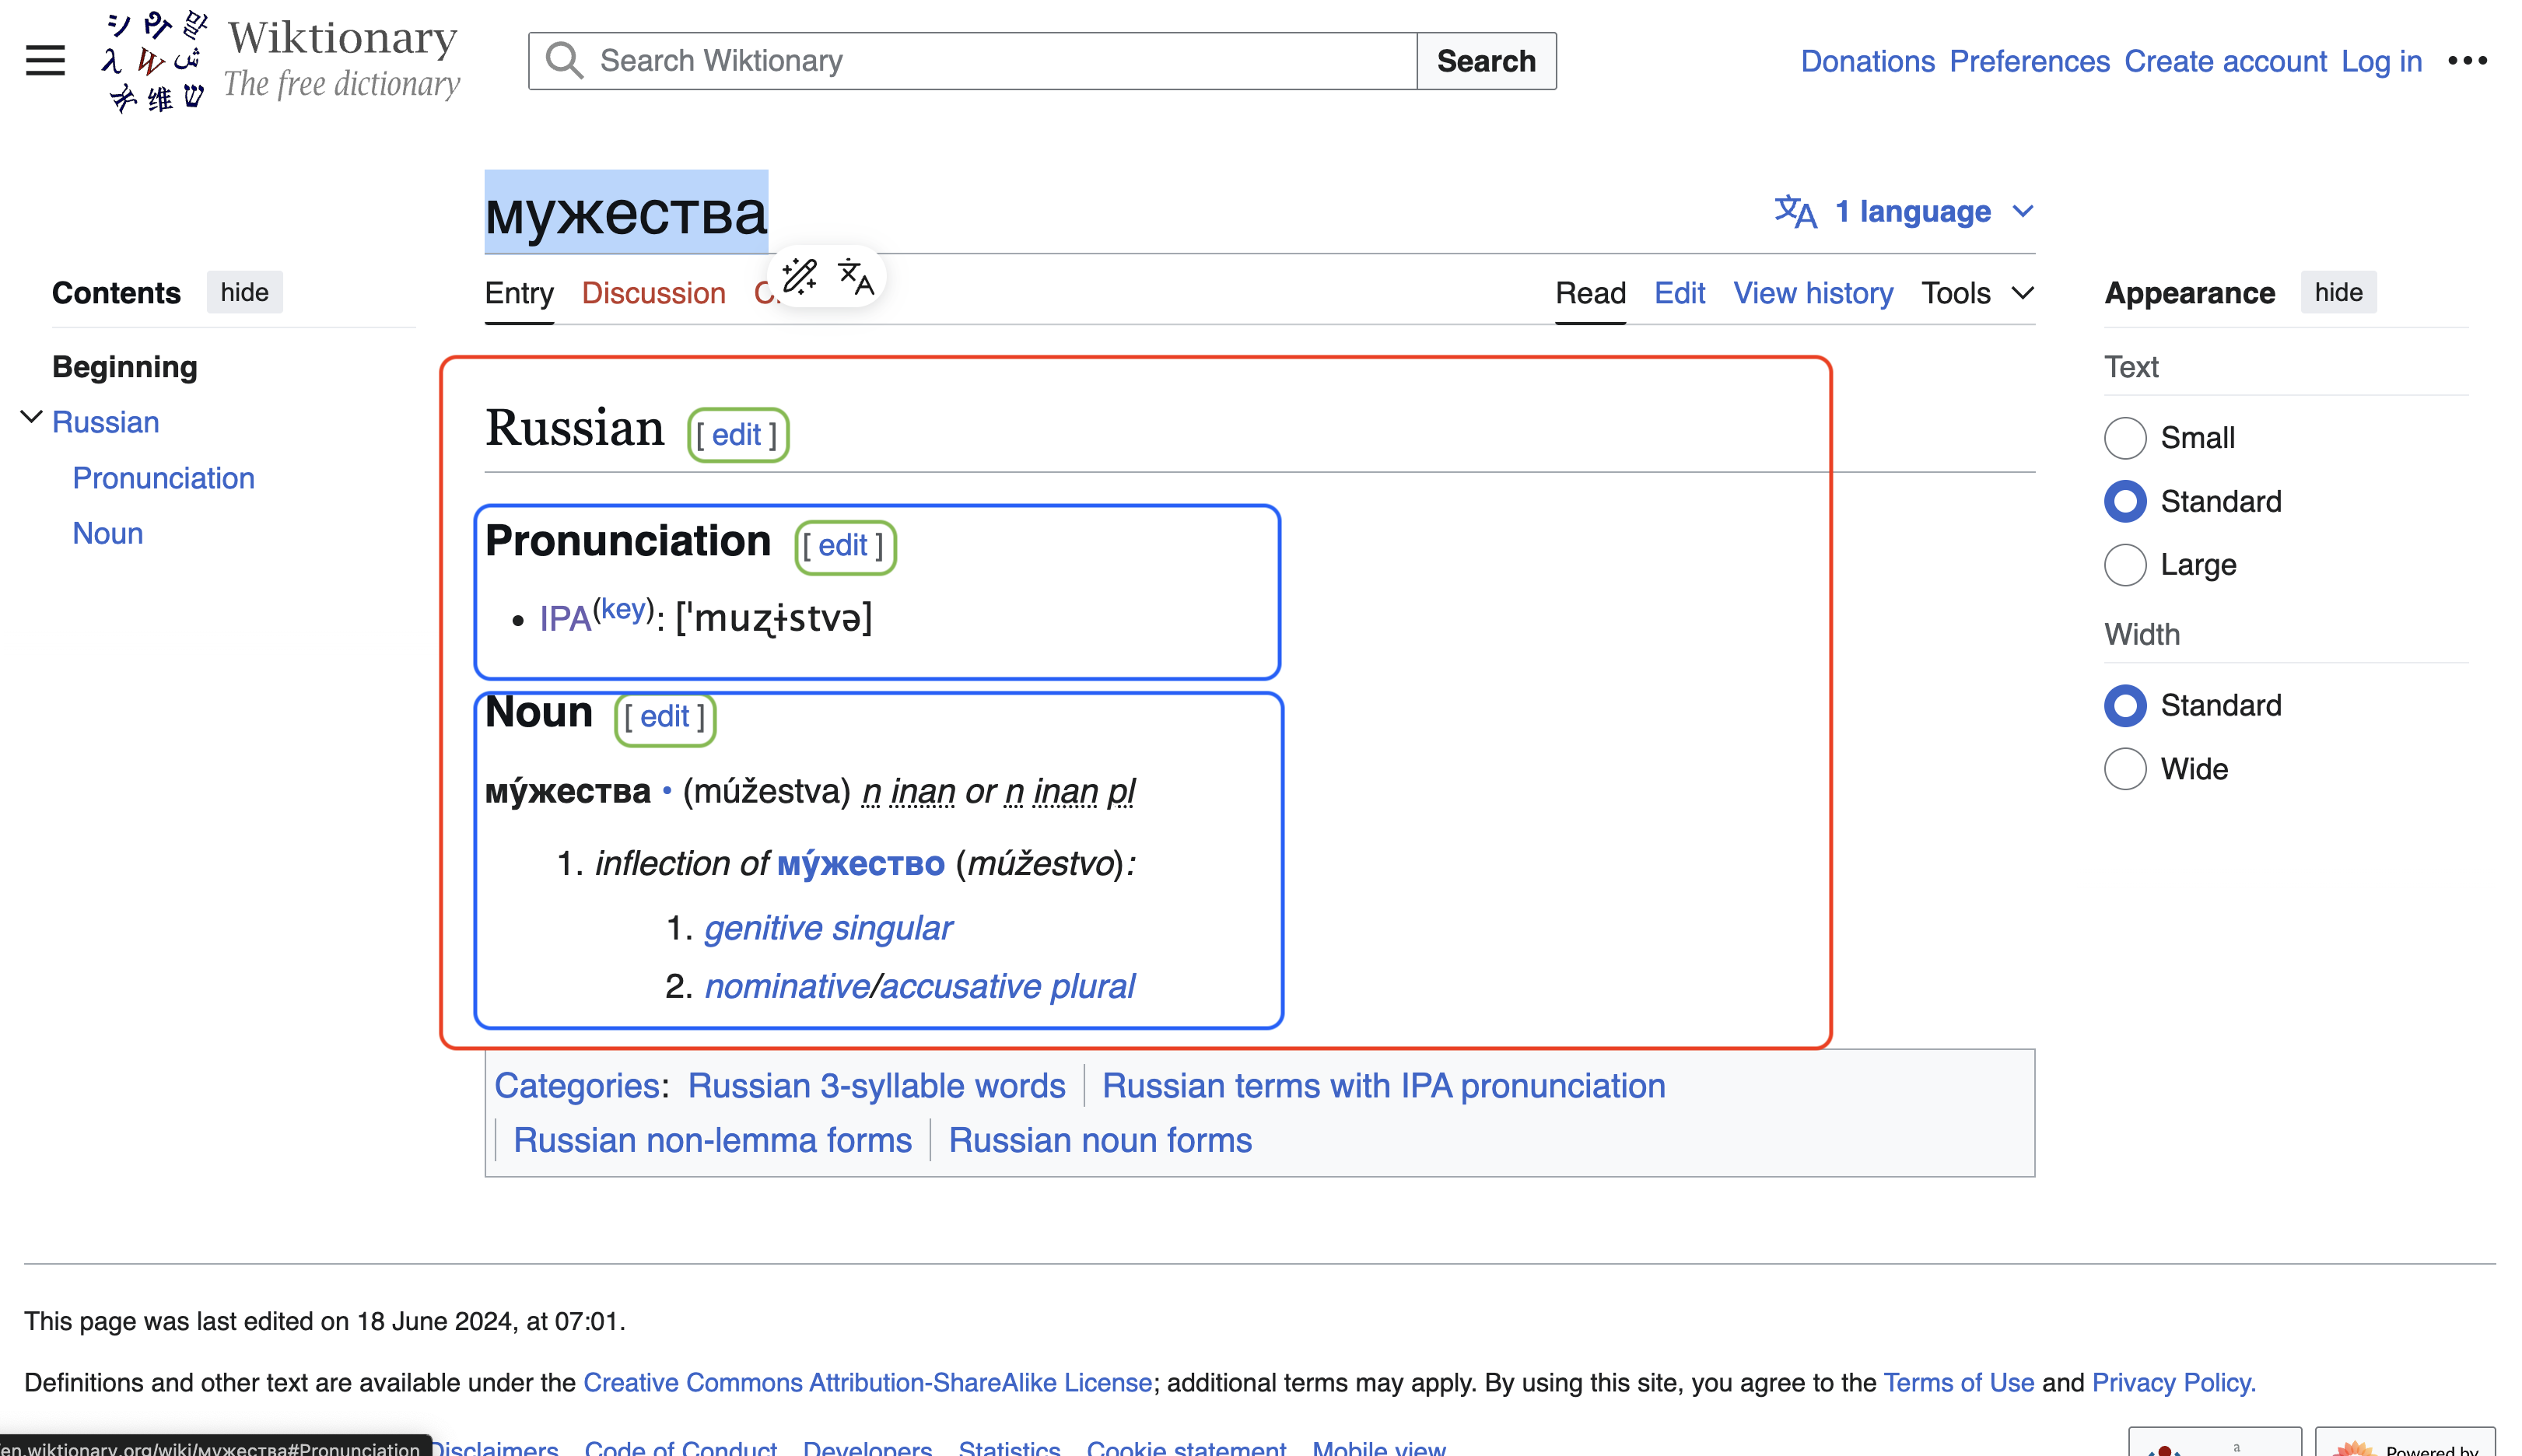 シ
ආ
말
λ
W
ش
ॐ
维
ש
Wiktionary
The free dictionary
Search Wiktionary
Search
Donations Preferences Create account Log in
мужества
1 language
Contents hide
Entry Discussion
Read Edit View history Tools
Appearance hide
Beginning
Russian
Pronunciation
Noun
Text
Small
Standard
Large
Width
Standard
Wide
Russian [ edit ]
Pronunciation [ edit ]
• IPA(key): [ˈmuʐɨstvə]
Noun [ edit ]
му́жества • (múžestva) n inan or n inan pl
1. inflection of му́жество (múžestvo):
1. genitive singular
2. nominative/accusative plural
Categories: Russian 3-syllable words | Russian terms with IPA pronunciation
| Russian non-lemma forms | Russian noun forms
This page was last edited on 18 June 2024, at 07:01.
Definitions and other text are available under the Creative Commons Attribution-ShareAlike License; additional terms may apply. By using this site, you agree to the Terms of Use and Privacy Policy.
en.wiktionary.org/wiki/мужества#Pronunciation
Disclaimers Code of Conduct Developers Statistics Cookie statement Mobile view
a
Powered by